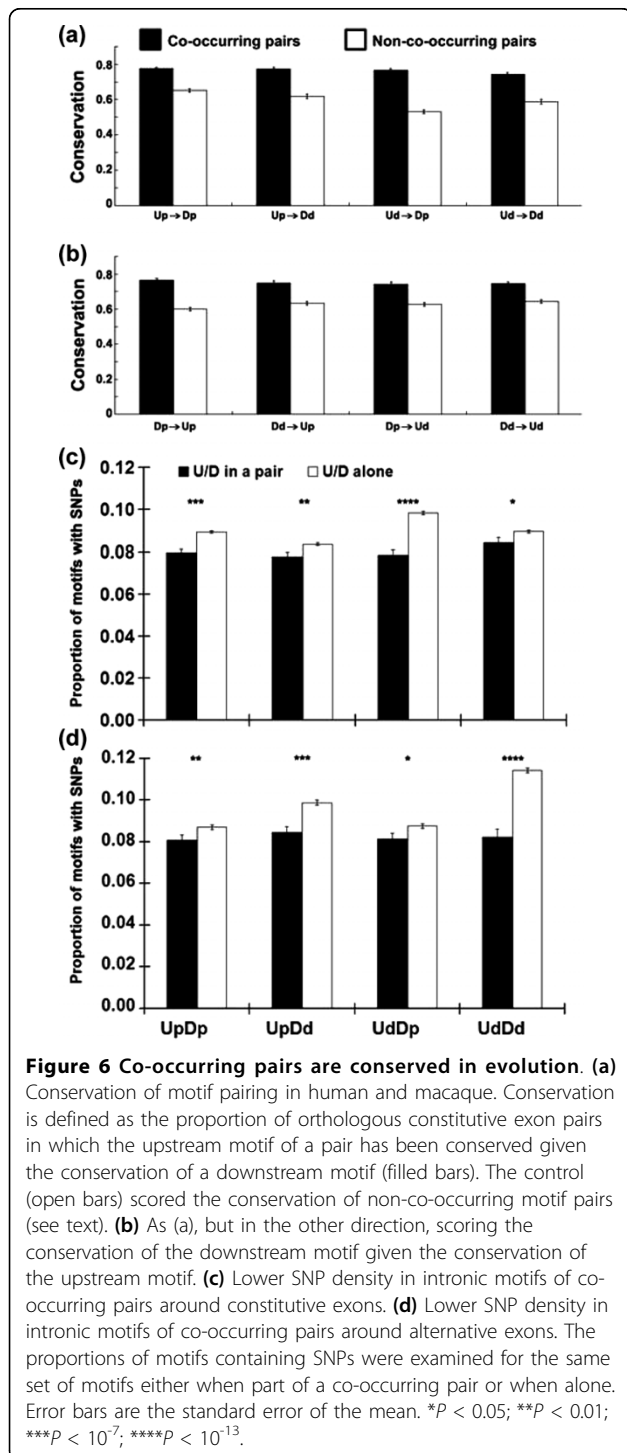 (a)
Co-occurring pairs
Non-co-occurring pairs
Conservation
0.8
0.6
0.4
0.2
0
Up→Dp
Up→Dd
Ud→Dp
Ud→Dd
(b)
Conservation
0.8
0.6
0.4
0.2
0
Dp→Up
Dd→Up
Dp→Ud
Dd→Ud
(c)
U/D in a pair
U/D alone
Proportion of motifs with SNPs
0.12
0.10
0.08
0.06
0.04
0.02
0.00
***
**
****
*
(d)
Proportion of motifs with SNPs
0.12
0.10
0.08
0.06
0.04
0.02
0.00
**
***
*
****
UpDp
UpDd
UdDp
UdDd
Figure 6 Co-occurring pairs are conserved in evolution. (a)
Conservation of motif pairing in human and macaque. Conservation
is defined as the proportion of orthologous constitutive exon pairs
in which the upstream motif of a pair has been conserved given
the conservation of a downstream motif (filled bars). The control
(open bars) scored the conservation of non-co-occurring motif pairs
(see text). (b) As (a), but in the other direction, scoring the
conservation of the downstream motif given the conservation of
the upstream motif. (c) Lower SNP density in intronic motifs of co-
occurring pairs around constitutive exons. (d) Lower SNP density in
intronic motifs of co-occurring pairs around alternative exons. The
proportions of motifs containing SNPs were examined for the same
set of motifs either when part of a co-occurring pair or when alone.
Error bars are the standard error of the mean. *P < 0.05; **P < 0.01;
***P < 10⁻⁷; ****P < 10⁻¹³.